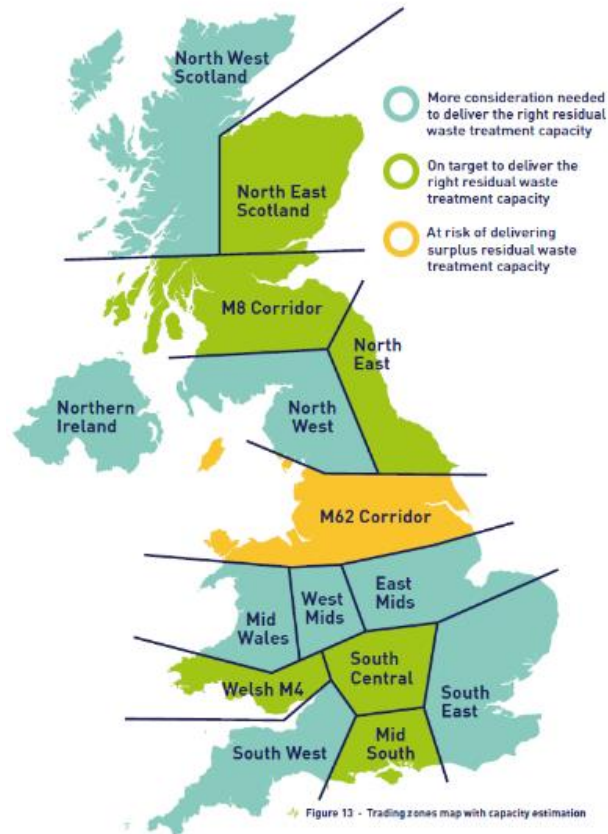 North West
Scotland
More consideration needed
to deliver the right residual
waste treatment capacity
On target to deliver the
right residual waste
treatment capacity
At risk of delivering
surplus residual waste
treatment capacity
North East
Scotland
M8 Corridor
North
East
Northern
Ireland
North
West
M62 Corridor
Mid
Wales
West
Mids
East
Mids
Welsh M4
South
Central
South
East
South West
Mid
South
Figure 13 - Trading zones map with capacity estimation